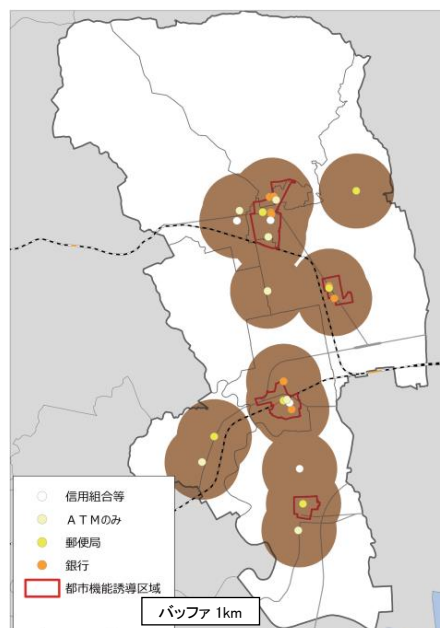 信用組合等
ＡＴＭのみ
郵便局
銀行
都市機能誘導区域
バッファ 1km